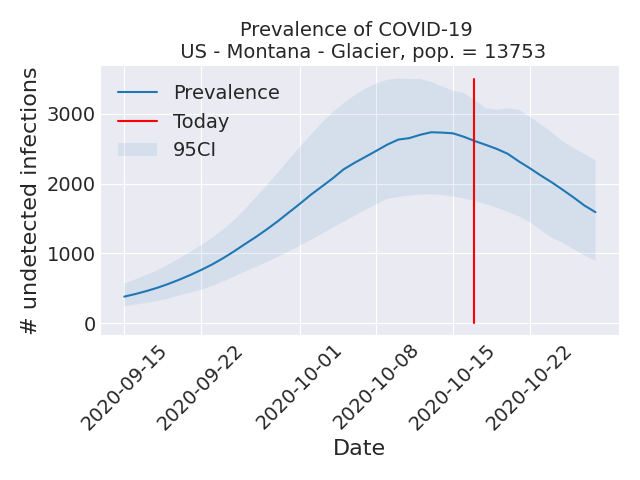 Prevalence of COVID-19
US - Montana - Glacier, pop. = 13753
# undetected infections
3000
2000
1000
0
Prevalence
Today
95CI
2020-09-15
2020-09-22
2020-10-01
2020-10-08
2020-10-15
2020-10-22
Date